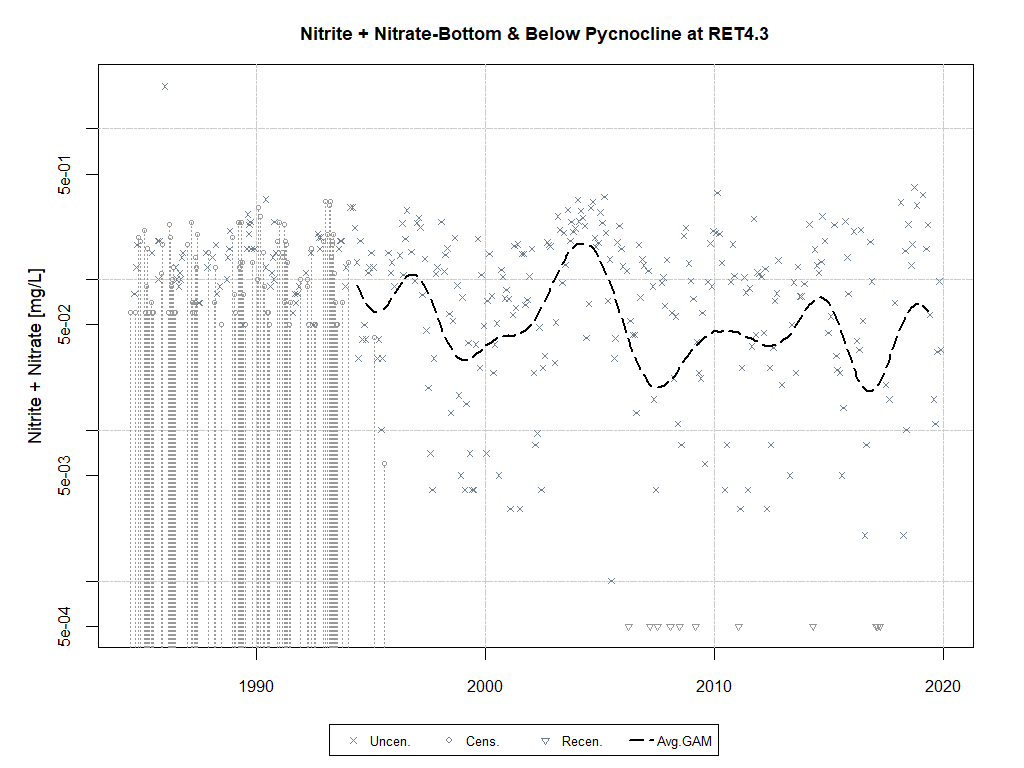 Nitrite + Nitrate-Bottom & Below Pycnocline at RET4.3
Nitrite + Nitrate [mg/L]
5e-01
5e-02
5e-03
5e-04
1990 2000 2010 2020
Uncen. Cens. Recen. Avg.GAM